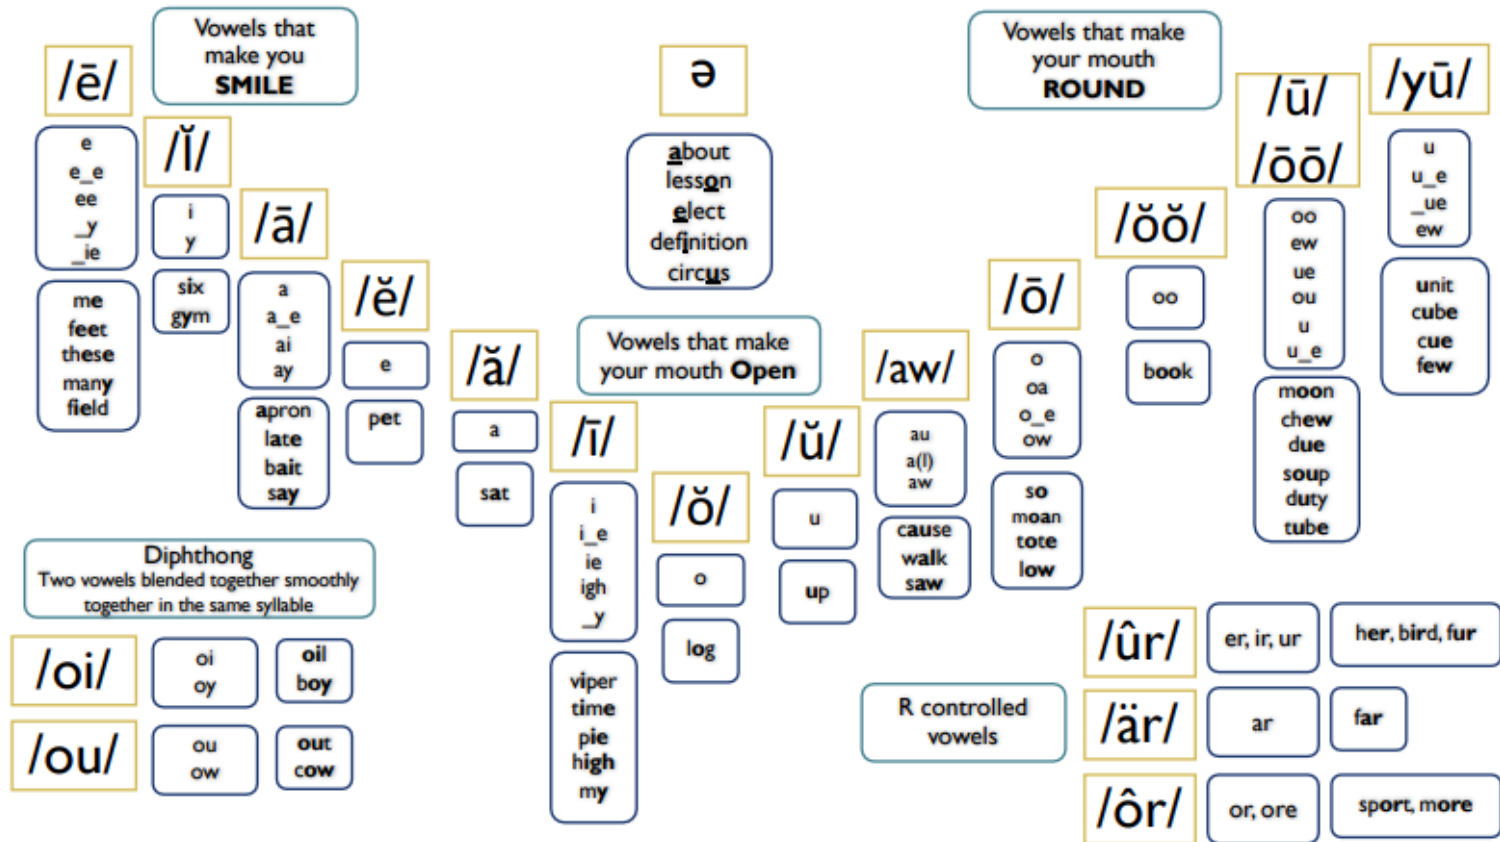 Vowels that
make you
SMILE
/ē/
e
e_e
ee
_y
_ie
me
feet
these
many
field
/ĭ/
i
y
six
gym
/ā/
a
a_e
ai
ay
apron
late
bait
say
/ĕ/
e
pet
/ă/
a
sat
ə
about
lesson
elect
definition
circus
Vowels that make
your mouth Open
/ī/
i
i_e
ie
igh
_y
viper
time
pie
high
my
/ŏ/
o
log
/ŭ/
u
up
/aw/
au
a(l)
aw
cause
walk
saw
Vowels that make
your mouth
ROUND
/ō/
o
oa
o_e
ow
so
moan
tote
low
/ŏŏ/
oo
book
/ū/
/ōō/
oo
ew
ue
ou
u
u_e
moon
chew
due
soup
duty
tube
/yū/
u
u_e
_ue
ew
unit
cube
cue
few
Diphthong
Two vowels blended together smoothly
together in the same syllable
/oi/
oi
oy
oil
boy
/ou/
ou
ow
out
cow
R controlled
vowels
/ûr/
er, ir, ur
her, bird, fur
/är/
ar
far
/ôr/
or, ore
sport, more